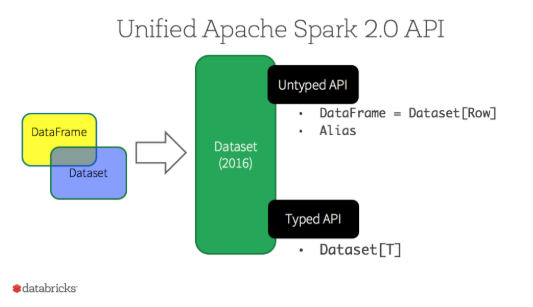 Unified Apache Spark 2.0 API
Untyped API
• DataFrame = Dataset[Row]
• Alias
DataFrame
Dataset
Dataset
(2016)
Typed API
• Dataset[T]
databricks